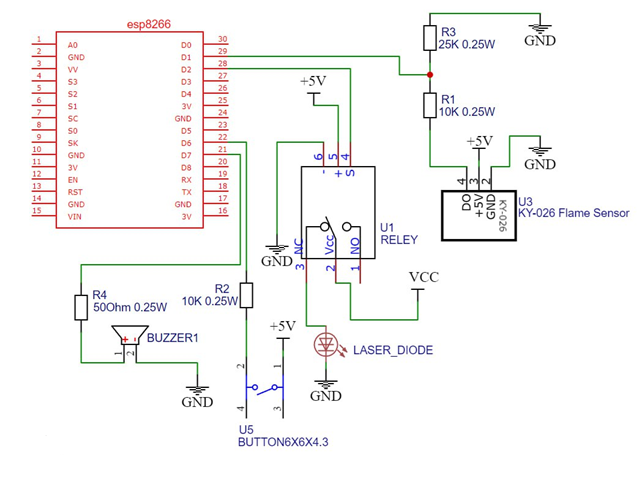 esp8266
1 A0 D0 30
2 GND D1 29
3 VV D2 28
4 S3 D3 27
5 S2 D4 26
6 S1 3V 25
7 SC GND 24
8 S0 D5 23
9 SK D6 22
10 GND D7 21
11 3V D8 20
12 EN RX 19
13 RST TX 18
14 GND GND 17
15 VIN 3V 16
R3
25K 0.25W
GND
R1
10K 0.25W
+5V
GND
4 3 2
DO +5V GND
KY-026
U3
KY-026 Flame Sensor
+5V
6 5 4
- + S
U1
RELEY
NC Vcc NO
3 2 1
GND
VCC
R4
50Ohm 0.25W
BUZZER1
+ -
1 2
GND
R2
10K 0.25W
+5V
2 1
4 3
U5
BUTTON6X6X4.3
LASER_DIODE
GND